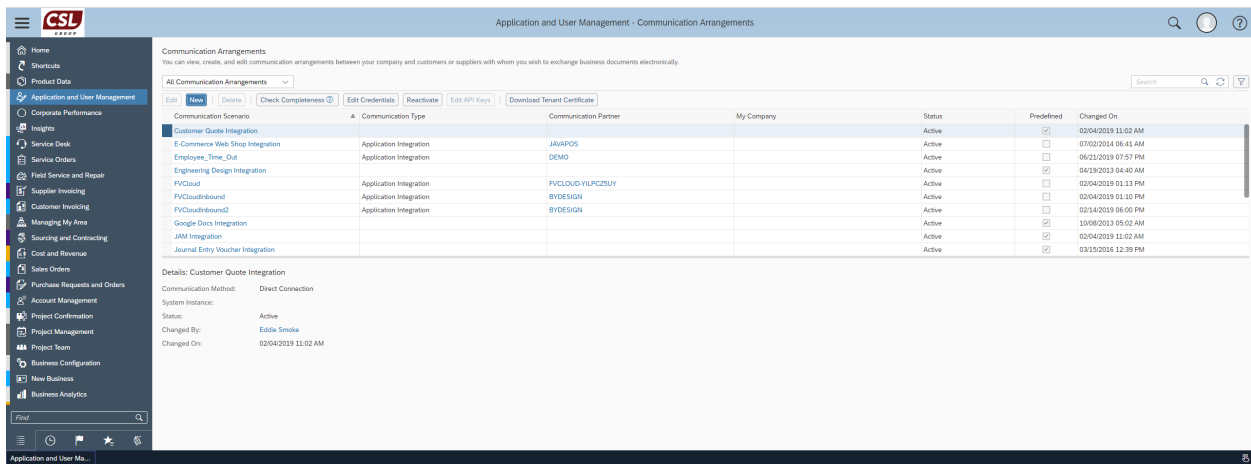 CSL
GROUP
Application and User Management - Communication Arrangements
Home
Shortcuts
Product Data
Application and User Management
Corporate Performance
Insights
Service Desk
Service Orders
Field Service and Repair
Supplier Invoicing
Customer Invoicing
Managing My Area
Sourcing and Contracting
Cost and Revenue
Sales Orders
Purchase Requests and Orders
Account Management
Project Confirmation
Project Management
Project Team
Business Configuration
New Business
Business Analytics
Find
Application and User Ma...
Communication Arrangements
You can view, create, and edit communication arrangements between your company and customers or suppliers with whom you wish to exchange business documents electronically.
All Communication Arrangements
Search
Edit New Delete Check Completeness Edit Credentials Reactivate Edit API Keys Download Tenant Certificate
Communication Scenario Communication Type Communication Partner My Company Status Predefined Changed On
Customer Quote Integration Active 02/04/2019 11:02 AM
E-Commerce Web Shop Integration Application Integration JAVAPOS Active 07/02/2014 06:41 AM
Employee_Time_Out Application Integration DEMO Active 06/21/2019 07:57 PM
Engineering Design Integration Active 04/19/2013 04:40 AM
FVCloud Application Integration FVCLOUD-YILPCZ5UY Active 02/04/2019 01:13 PM
FVCloudInbound Application Integration BYDESIGN Active 02/04/2019 01:10 PM
FVCloudInbound2 Application Integration BYDESIGN Active 02/14/2019 06:00 PM
Google Docs Integration Active 10/08/2013 05:02 AM
JAM Integration Active 02/04/2019 11:02 AM
Journal Entry Voucher Integration Active 03/15/2016 12:39 PM
Details: Customer Quote Integration
Communication Method: Direct Connection
System Instance:
Status: Active
Changed By: Eddie Smoke
Changed On: 02/04/2019 11:02 AM